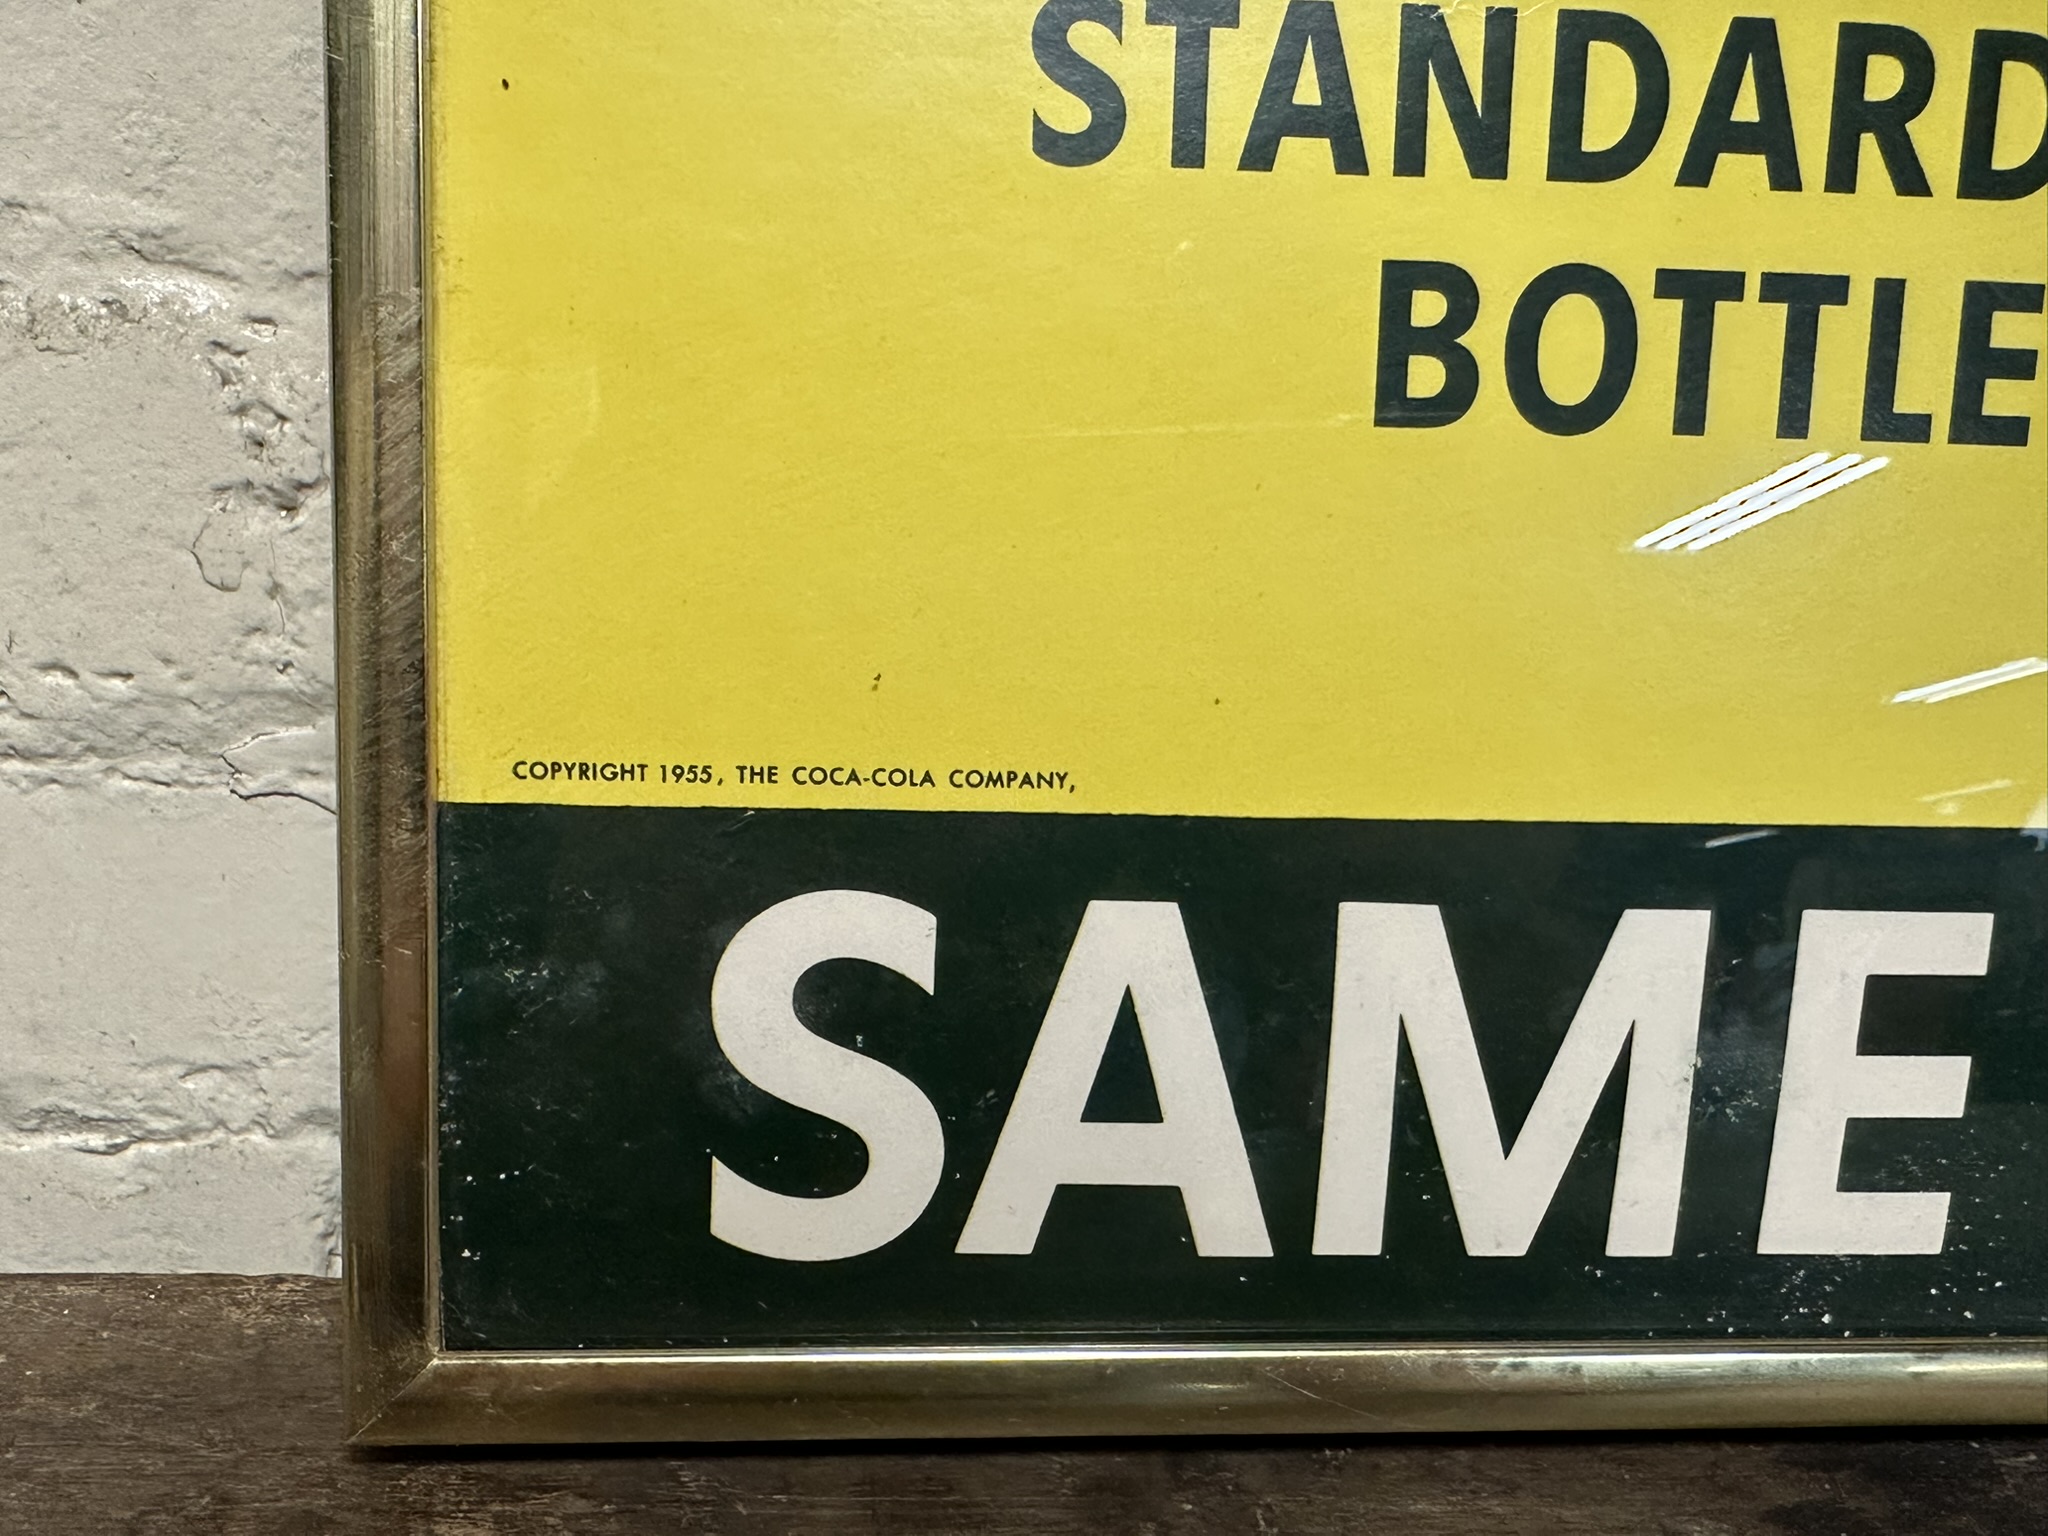 STANDARD
BOTTLE
COPYRIGHT 1955, THE COCA-COLA COMPANY,
SAME